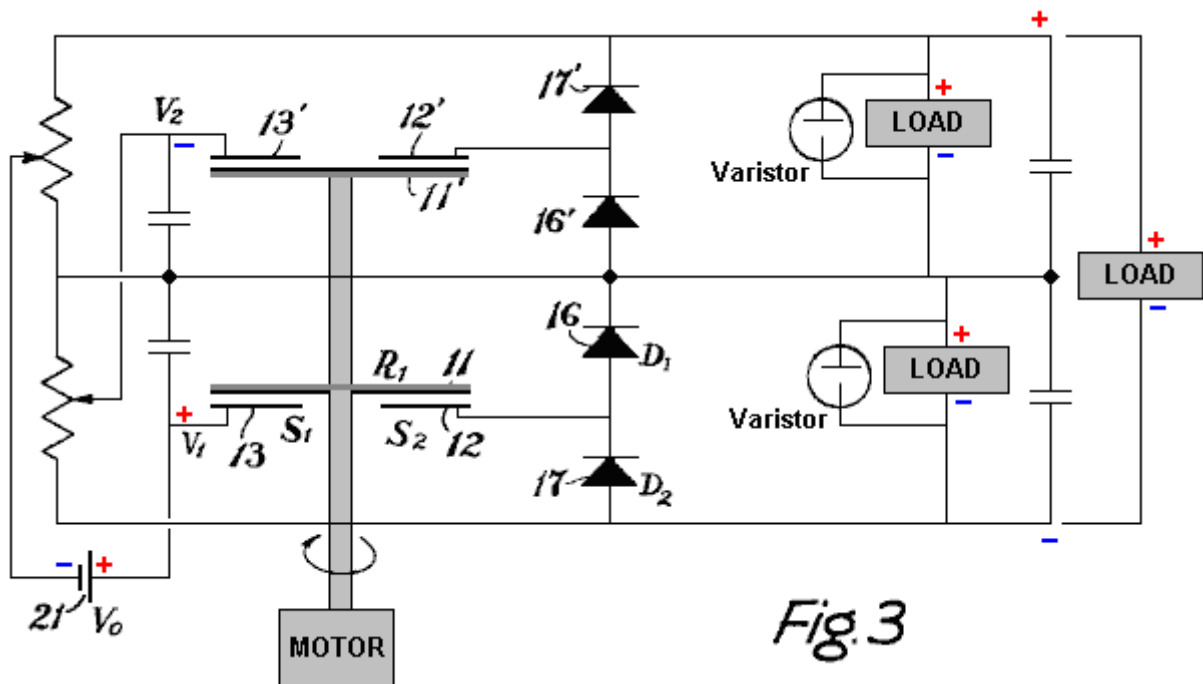 +
17'
+
V₂
13'
12'
LOAD
−
−
Varistor
11'
16'
+
LOAD
−
16
+
D₁
R₁
11
LOAD
+
−
V₁
13
S₁
S₂
12
Varistor
17
D₂
−
− +
21
V₀
MOTOR
Fig. 3